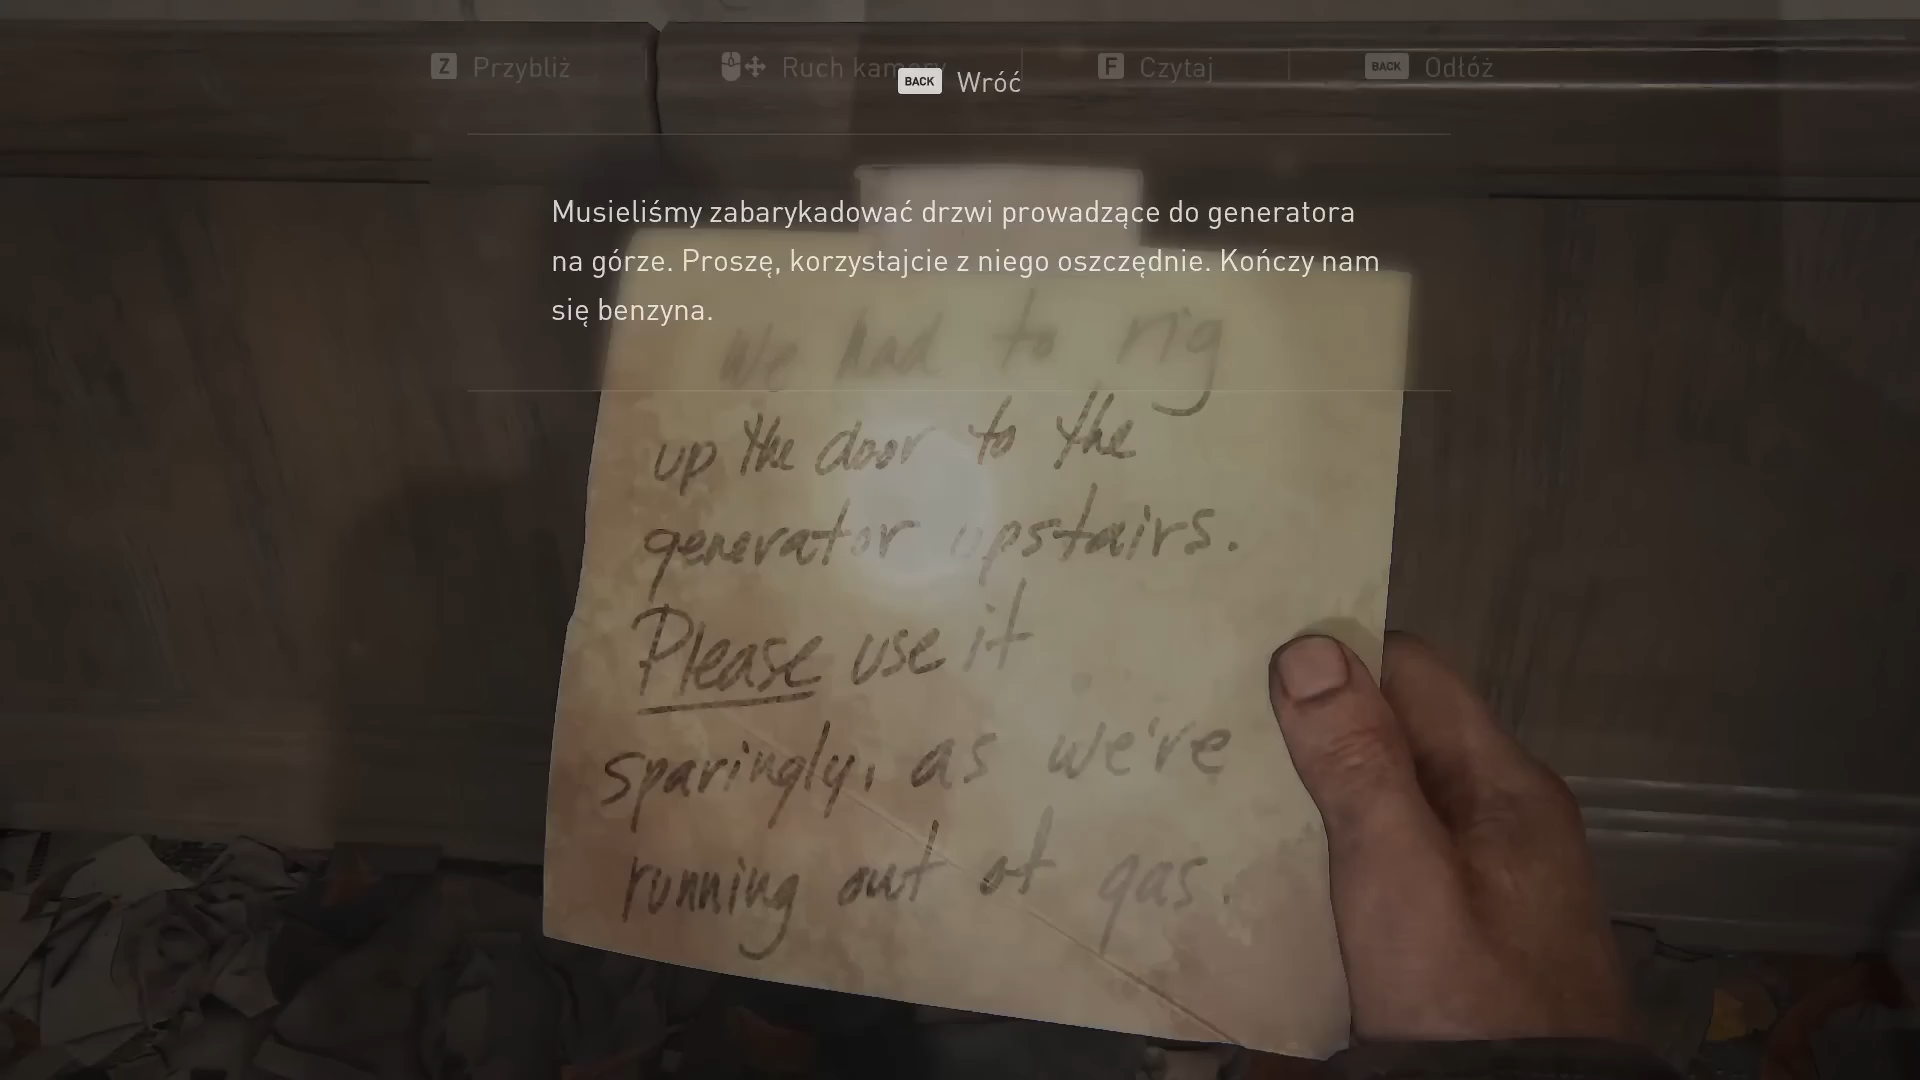 Z Przybliż
Ruch kamery
F Czytaj
BACK Odłóż
BACK Wróć
Musieliśmy zabarykadować drzwi prowadzące do generatora
na górze. Proszę, korzystajcie z niego oszczędnie. Kończy nam
się benzyna.
We had to rig
up the door to the
generator upstairs.
Please use it
sparingly, as we're
running out of gas.